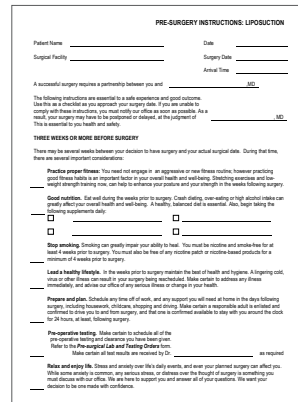 PRE-SURGERY INSTRUCTIONS: LIPOSUCTION
Patient Name
Date
Surgical Facility
Surgery Date
Arrival Time
A successful surgery requires a partnership between you and ,MD
The following instructions are essential to a safe experience and good outcome.
Use this as a checklist as you approach your surgery date. If you are unable to
comply with these instructions, you must notify our office as soon as possible. As a
result, your surgery may have to be postponed or delayed, at the judgment of , MD
This is essential to you health and safety.
THREE WEEKS OR MORE BEFORE SURGERY
There may be several weeks between your decision to have surgery and your actual surgical date. During that time,
there are several important considerations:
Practice proper fitness: You need not engage in an aggressive or new fitness routine; however practicing
good fitness habits is an important factor in your overall health and well-being. Stretching exercises and low-
weight strength training now, can help to enhance your posture and your strength in the weeks following surgery.
Good nutrition. Eat well during the weeks prior to surgery. Crash dieting, over-eating or high alcohol intake can
greatly affect your overall health and well-being. A healthy, balanced diet is essential. Also, begin taking the
following supplements daily:
Stop smoking. Smoking can greatly impair your ability to heal. You must be nicotine and smoke-free for at
least 4 weeks prior to surgery. You must also be free of any nicotine patch or nicotine-based products for a
minimum of 4 weeks prior to surgery.
Lead a healthy lifestyle. In the weeks prior to surgery maintain the best of health and hygiene. A lingering cold,
virus or other illness can result in your surgery being rescheduled. Make certain to address any illness
immediately, and advise our office of any serious illness or change in your health.
Prepare and plan. Schedule any time off of work, and any support you will need at home in the days following
surgery, including housework, childcare, shopping and driving. Make certain a responsible adult is enlisted and
confirmed to drive you to and from surgery, and that one is confirmed available to stay with you around the clock
for 24 hours, at least, following surgery.
Pre-operative testing. Make certain to schedule all of the
pre-operative testing and clearance you have been given.
Refer to the Pre-surgical Lab and Testing Orders form.
Make certain all test results are received by Dr. as required
Relax and enjoy life. Stress and anxiety over life's daily events, and even your planned surgery can affect you.
While some anxiety is common, any serious stress, or distress over the thought of surgery is something you
must discuss with our office. We are here to support you and answer all of your questions. We want your
decision to be one made with confidence.